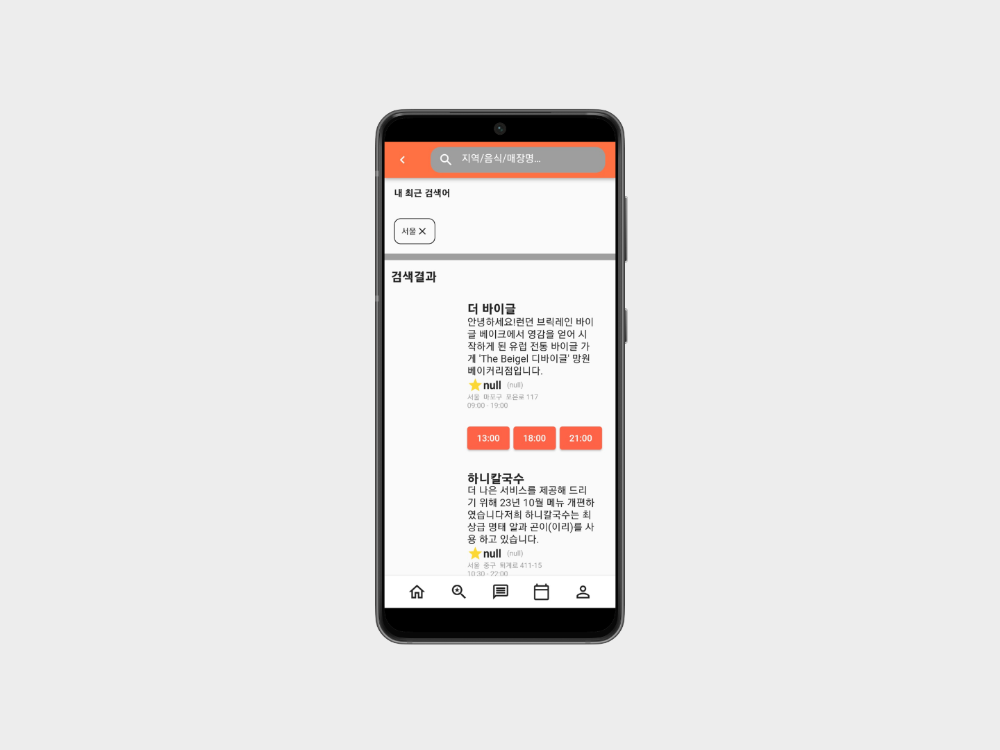 지역/음식/매장명...
내 최근 검색어
서울
검색결과
더 바이글
안녕하세요!런던 브릭레인 바이
글 베이크에서 영감을 얻어 시
작하게 된 유럽 전통 바이글 가
게 'The Beigel 디바이글' 망원
베이커리점입니다.
null (null)
서울 마포구 포은로 117
09:00 - 19:00
13:00 18:00 21:00
하니칼국수
더 나은 서비스를 제공해 드리
기 위해 23년 10월 메뉴 개편하
였습니다저희 하니칼국수는 최
상급 명태 알과 곤이(이리)를 사
용 하고 있습니다.
null (null)
서울 중구 퇴계로 411-15
10:30 - 22:00